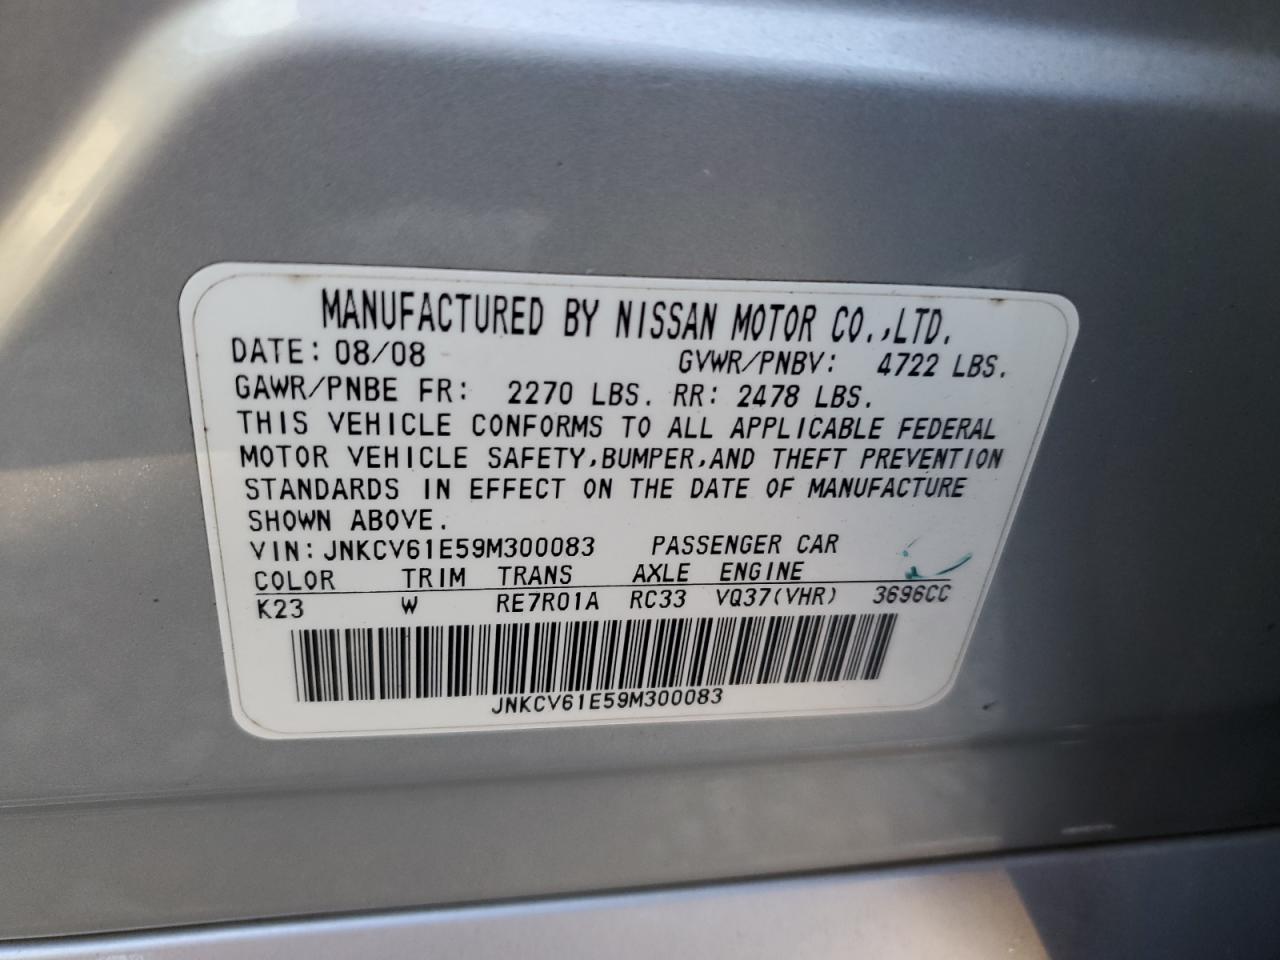 MANUFACTURED BY NISSAN MOTOR CO.,LTD.
DATE: 08/08 GVWR/PNBV: 4722 LBS.
GAWR/PNBE FR: 2270 LBS. RR: 2478 LBS.
THIS VEHICLE CONFORMS TO ALL APPLICABLE FEDERAL
MOTOR VEHICLE SAFETY,BUMPER,AND THEFT PREVENTION
STANDARDS IN EFFECT ON THE DATE OF MANUFACTURE
SHOWN ABOVE.
VIN: JNKCV61E59M300083 PASSENGER CAR
COLOR TRIM TRANS AXLE ENGINE
K23 W RE7R01A RC33 VQ37(VHR) 3696CC
JNKCV61E59M300083